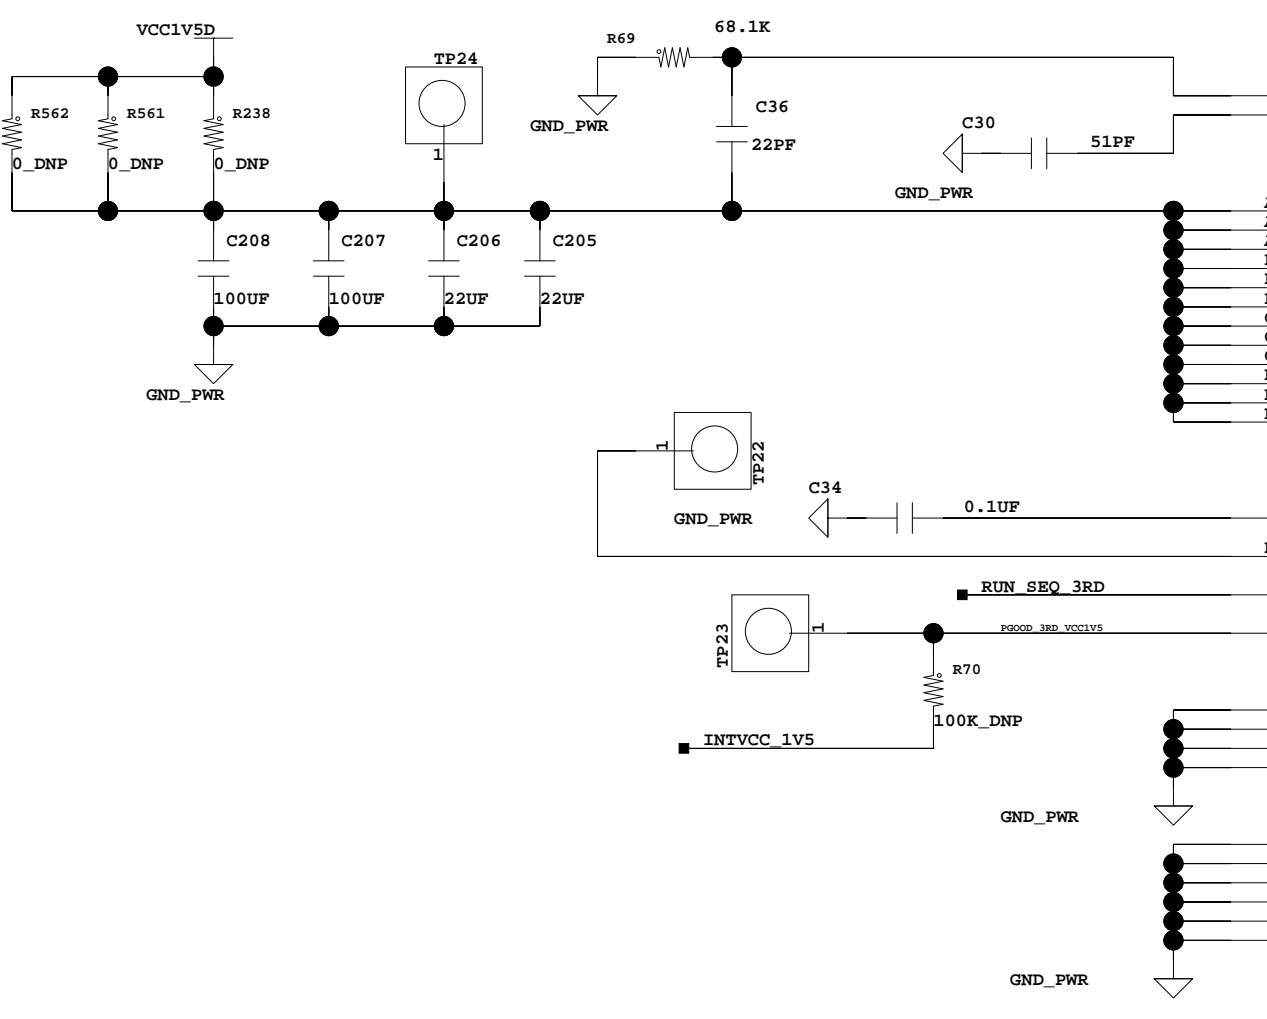 VCC1V5D
68.1K
R69
TP24
R562
R561
R238
C36
C30
GND_PWR
22PF
51PF
1
0_DNP
0_DNP
0_DNP
GND_PWR
C208
C207
C206
C205
100UF
100UF
22UF
22UF
GND_PWR
1
TP22
C34
0.1UF
GND_PWR
RUN_SEQ_3RD
TP23
1
PGOOD_3RD_VCC1V5
R70
100K_DNP
INTVCC_1V5
GND_PWR
GND_PWR